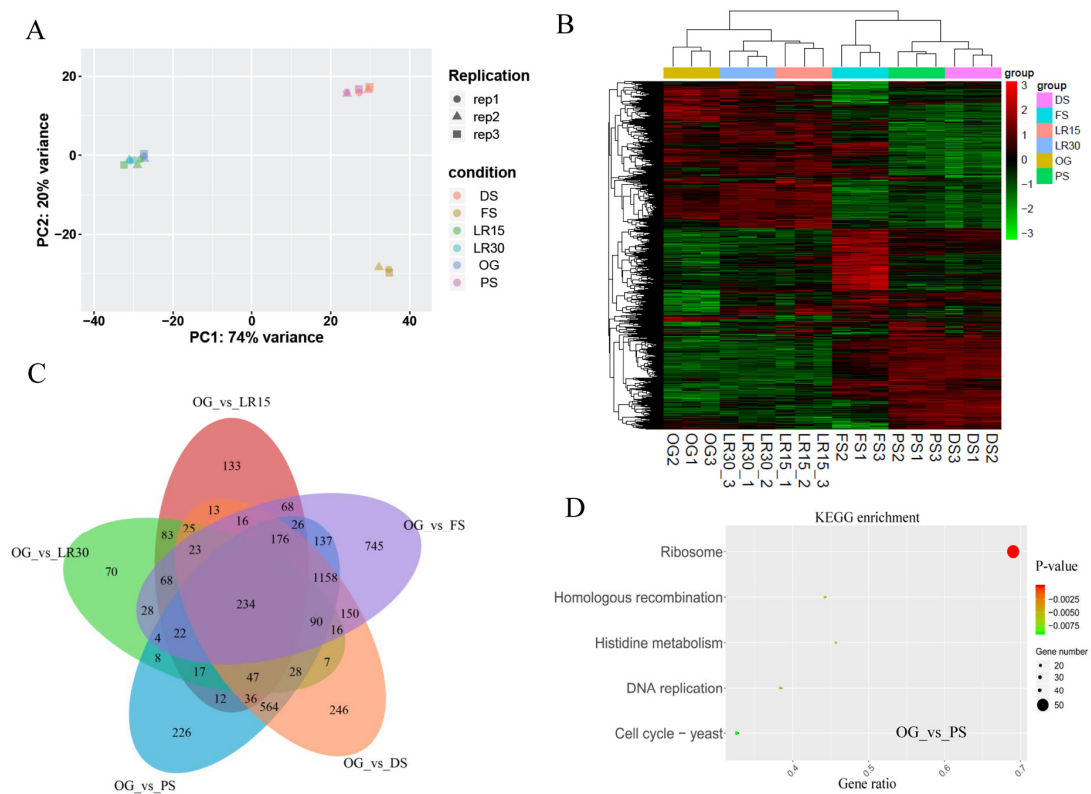 A
20
0
−20
−40
−20
0
20
40
PC2: 20% variance
PC1: 74% variance
Replication
rep1
rep2
rep3
condition
DS
FS
LR15
LR30
OG
PS
B
group
3
2
1
0
−1
−2
−3
group
DS
FS
LR15
LR30
OG
PS
OG2
OG1
OG3
LR30_3
LR30_1
LR30_2
LR15_1
LR15_2
LR15_3
FS2
FS1
FS3
PS2
PS1
PS3
DS3
DS1
DS2
C
OG_vs_LR15
OG_vs_FS
OG_vs_LR30
OG_vs_PS
OG_vs_DS
133
68
13
16
26
25
83
23
176
137
745
70
68
1158
28
234
150
4
22
90
16
8
17
47
28
7
12
36
564
246
226
D
KEGG enrichment
Ribosome
Homologous recombination
Histidine metabolism
DNA replication
Cell cycle − yeast
OG_vs_PS
0.4
0.5
0.6
0.7
Gene ratio
P-value
−0.0025
−0.0075
Gene number
20
30
40
50